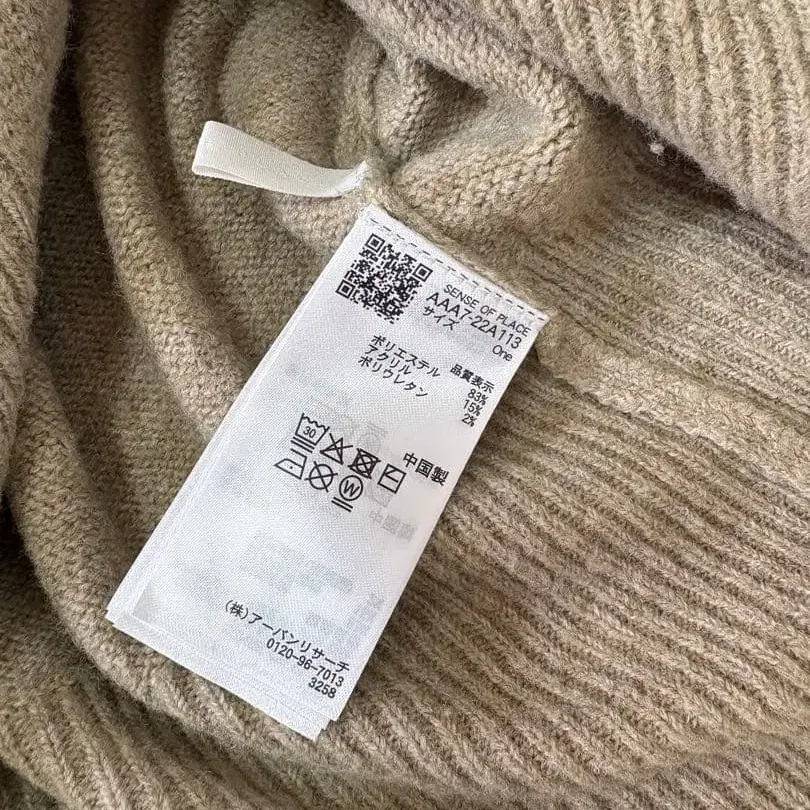 SENSE OF PLACE
AAA7-22A113
サイズ One
品質表示
ポリエステル 83%
アクリル 15%
ポリウレタン 2%
30
W
中国製
(株)アーバンリサーチ
0120-96-7013
3258